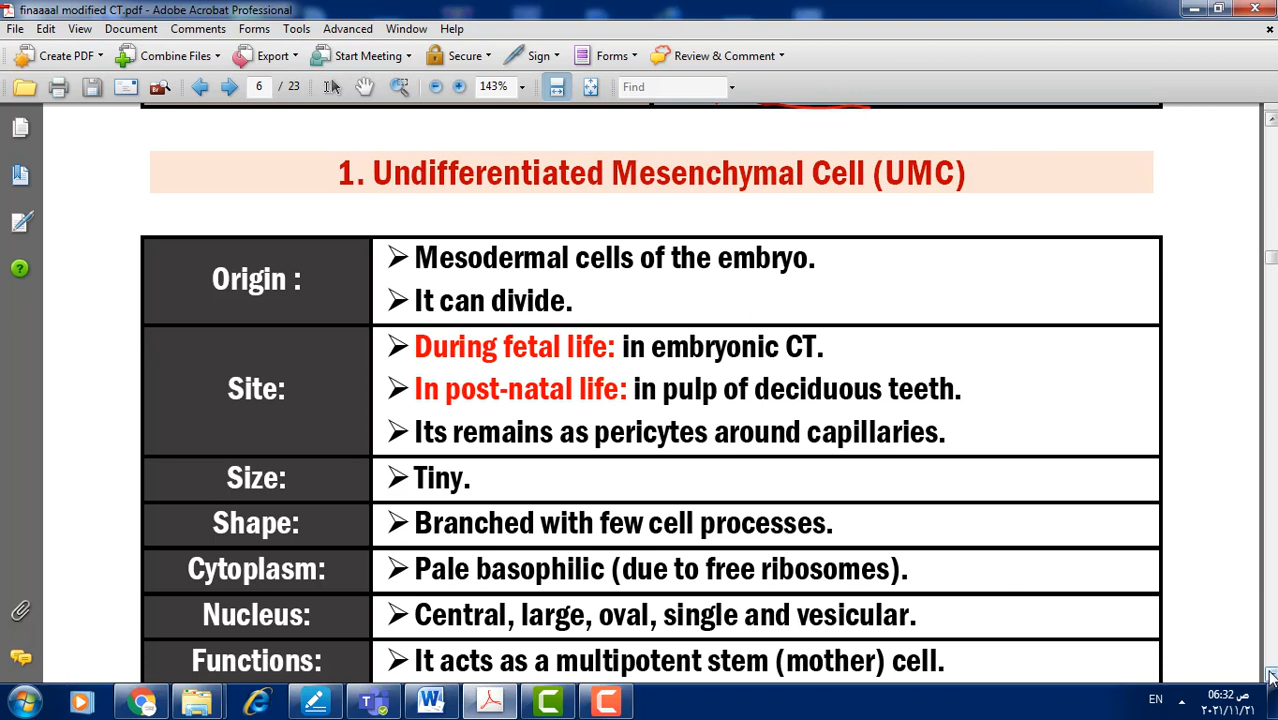 finaaaal modified CT.pdf - Adobe Acrobat Professional
File Edit View Document Comments Forms Tools Advanced Window Help
Create PDF Combine Files Export Start Meeting Secure Sign Forms Review & Comment
6 / 23 143% Find
1. Undifferentiated Mesenchymal Cell (UMC)
Origin :
➢ Mesodermal cells of the embryo.
➢ It can divide.
Site:
➢ During fetal life: in embryonic CT.
➢ In post-natal life: in pulp of deciduous teeth.
➢ Its remains as pericytes around capillaries.
Size: ➢ Tiny.
Shape: ➢ Branched with few cell processes.
Cytoplasm: ➢ Pale basophilic (due to free ribosomes).
Nucleus: ➢ Central, large, oval, single and vesicular.
Functions: ➢ It acts as a multipotent stem (mother) cell.
EN 06:32 ص
٢٠٢١/١١/٢١